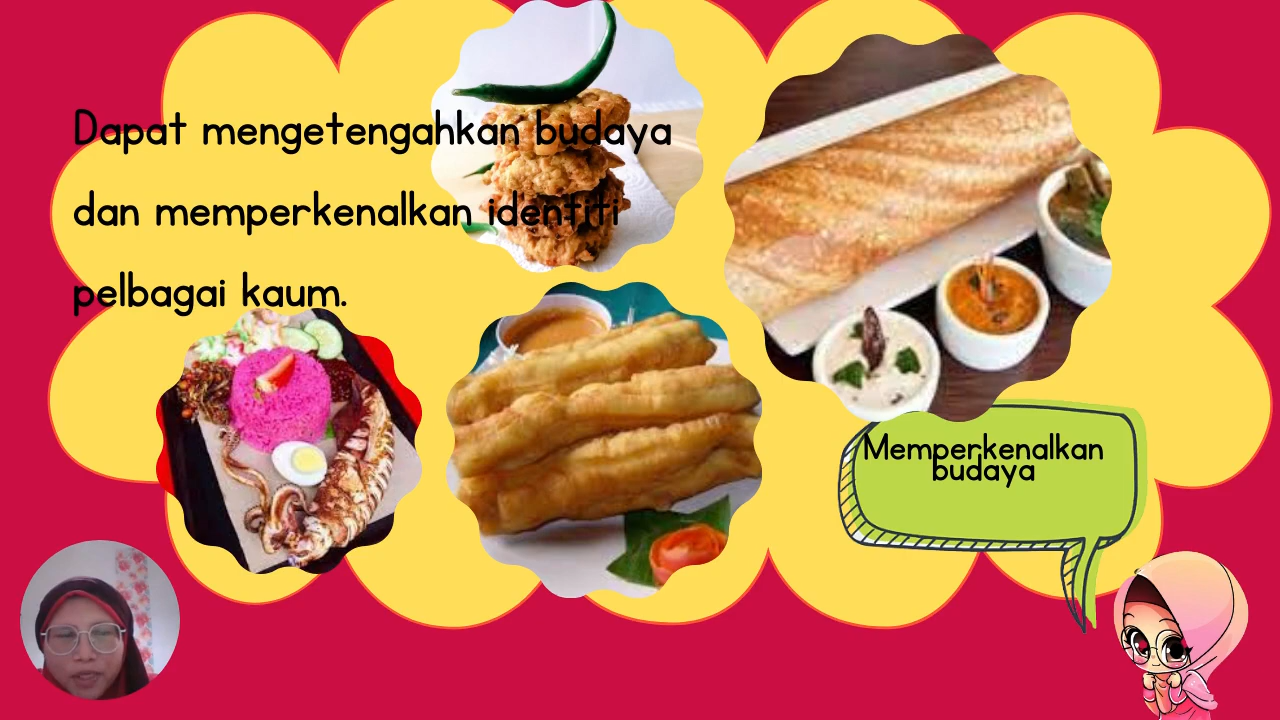 Dapat mengetengahkan budaya
dan memperkenalkan identiti
pelbagai kaum.
Memperkenalkan
budaya